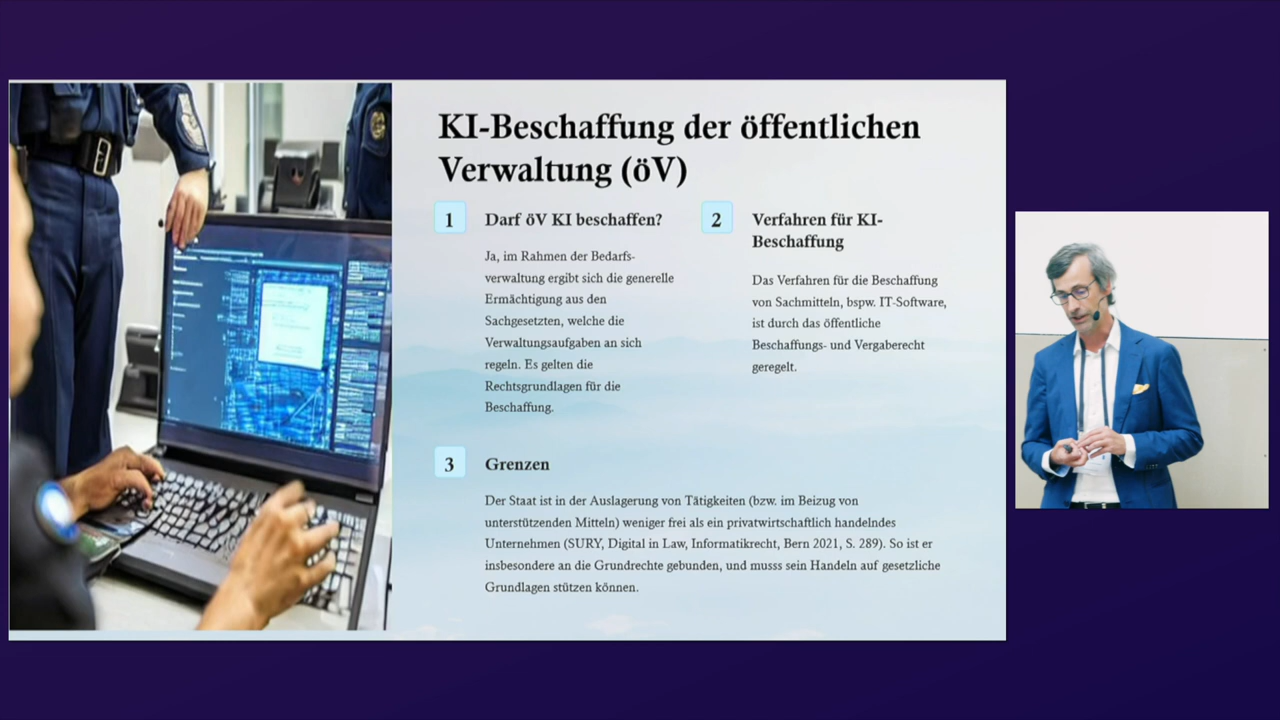 KI-Beschaffung der öffentlichen
Verwaltung (öV)
1
Darf öV KI beschaffen?
Ja, im Rahmen der Bedarfs-
verwaltung ergibt sich die generelle
Ermächtigung aus den
Sachgesetzten, welche die
Verwaltungsaufgaben an sich
regeln. Es gelten die
Rechtsgrundlagen für die
Beschaffung.
2
Verfahren für KI-
Beschaffung
Das Verfahren für die Beschaffung
von Sachmitteln, bspw. IT-Software,
ist durch das öffentliche
Beschaffungs- und Vergaberecht
geregelt.
3
Grenzen
Der Staat ist in der Auslagerung von Tätigkeiten (bzw. im Beizug von
unterstützenden Mitteln) weniger frei als ein privatwirtschaftlich handelndes
Unternehmen (SURY, Digital in Law, Informatikrecht, Bern 2021, S. 289). So ist er
insbesondere an die Grundrechte gebunden, und musss sein Handeln auf gesetzliche
Grundlagen stützen können.